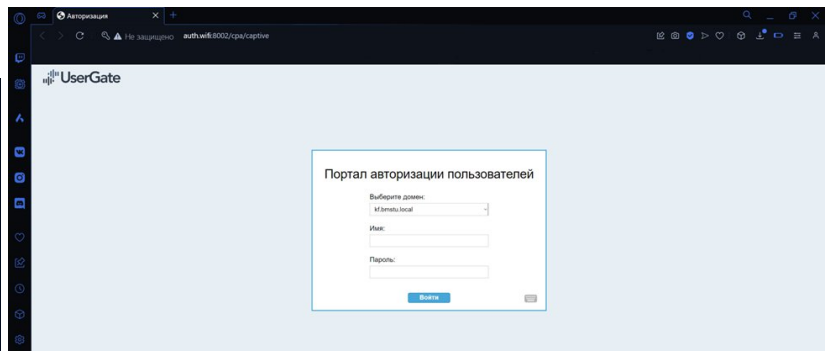 Авторизация
Не защищено auth.wifi:8002/cpa/captive
UserGate
Портал авторизации пользователей
Выберите домен:
kf.bmstu.local
Имя:
Пароль:
Войти